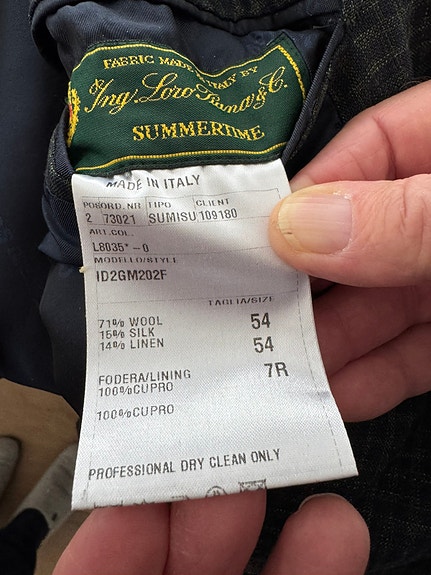 FABRIC MADE IN ITALY BY
Ing. Loro Piana & C.
SUMMERTIME
MADE IN ITALY
POS ORD. NR TIPO CLIENT
2 73021 SUMISU 109180
ART.COL.
L8035* -0
MODELLO/STYLE
ID2GM202F
TAGLIA/SIZE
71% WOOL 54
15% SILK
14% LINEN 54
FODERA/LINING 7R
100%CUPRO
100%CUPRO
PROFESSIONAL DRY CLEAN ONLY